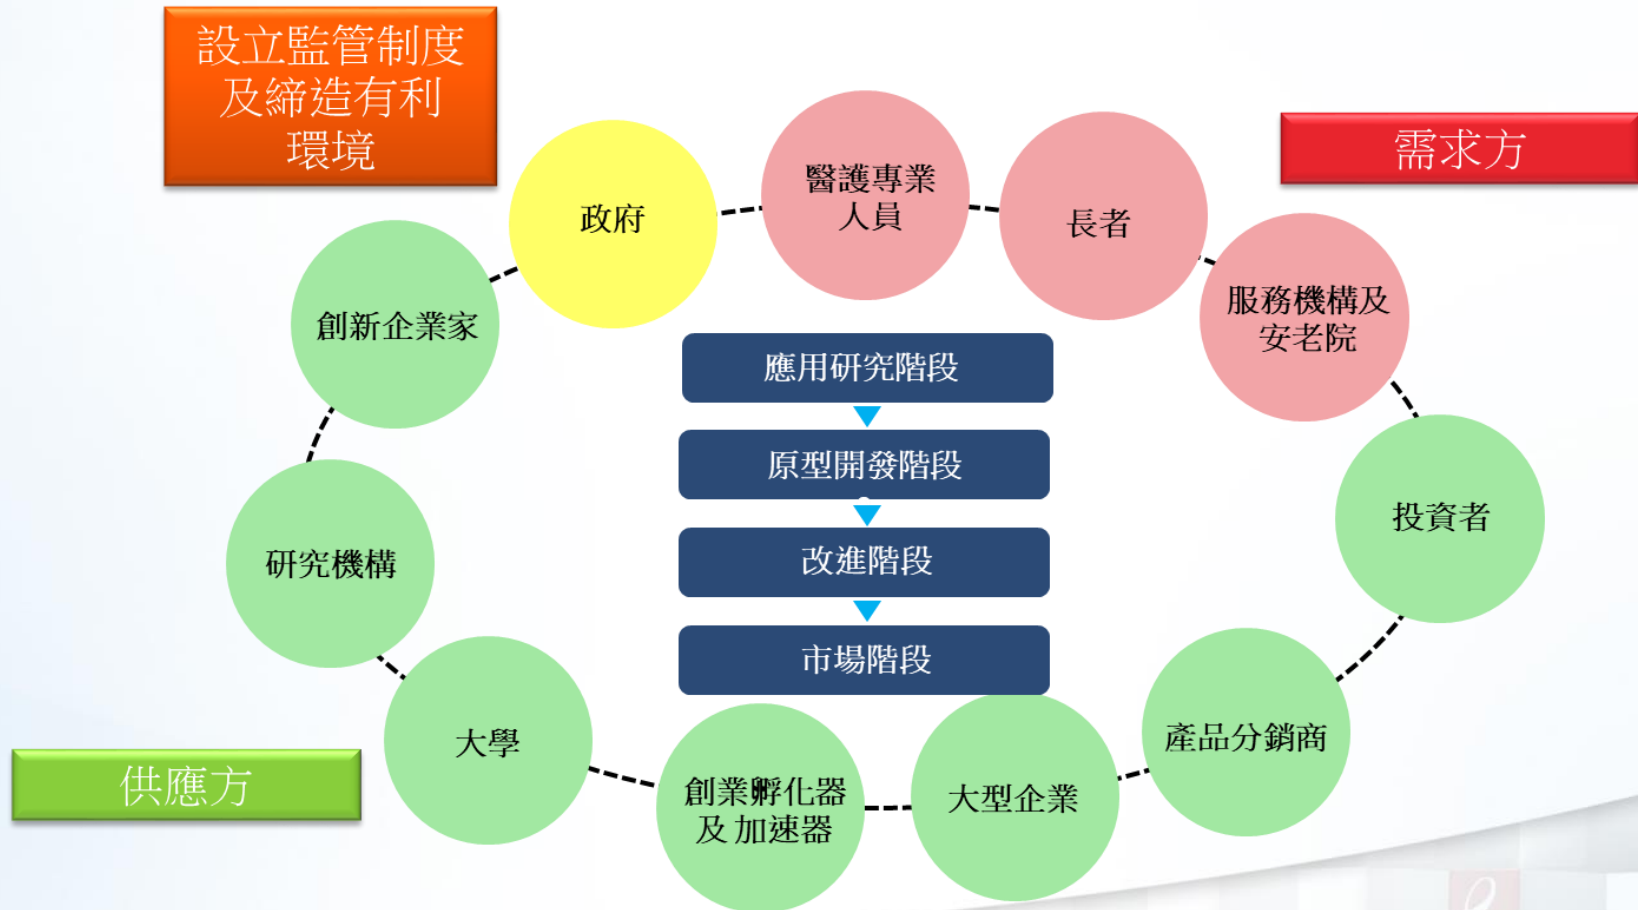 設立監管制度
及締造有利
環境
需求方
政府
醫護專業
人員
長者
服務機構及
安老院
投資者
產品分銷商
大型企業
創業孵化器
及 加速器
大學
研究機構
創新企業家
應用研究階段
原型開發階段
改進階段
市場階段
供應方